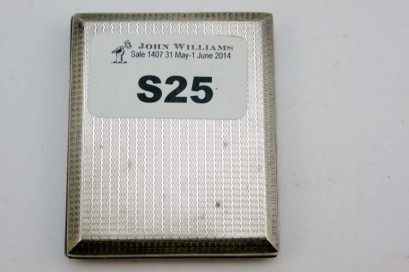 JOHN WILLIAMS
Sale 1407 31 May-1 June 2014
S25